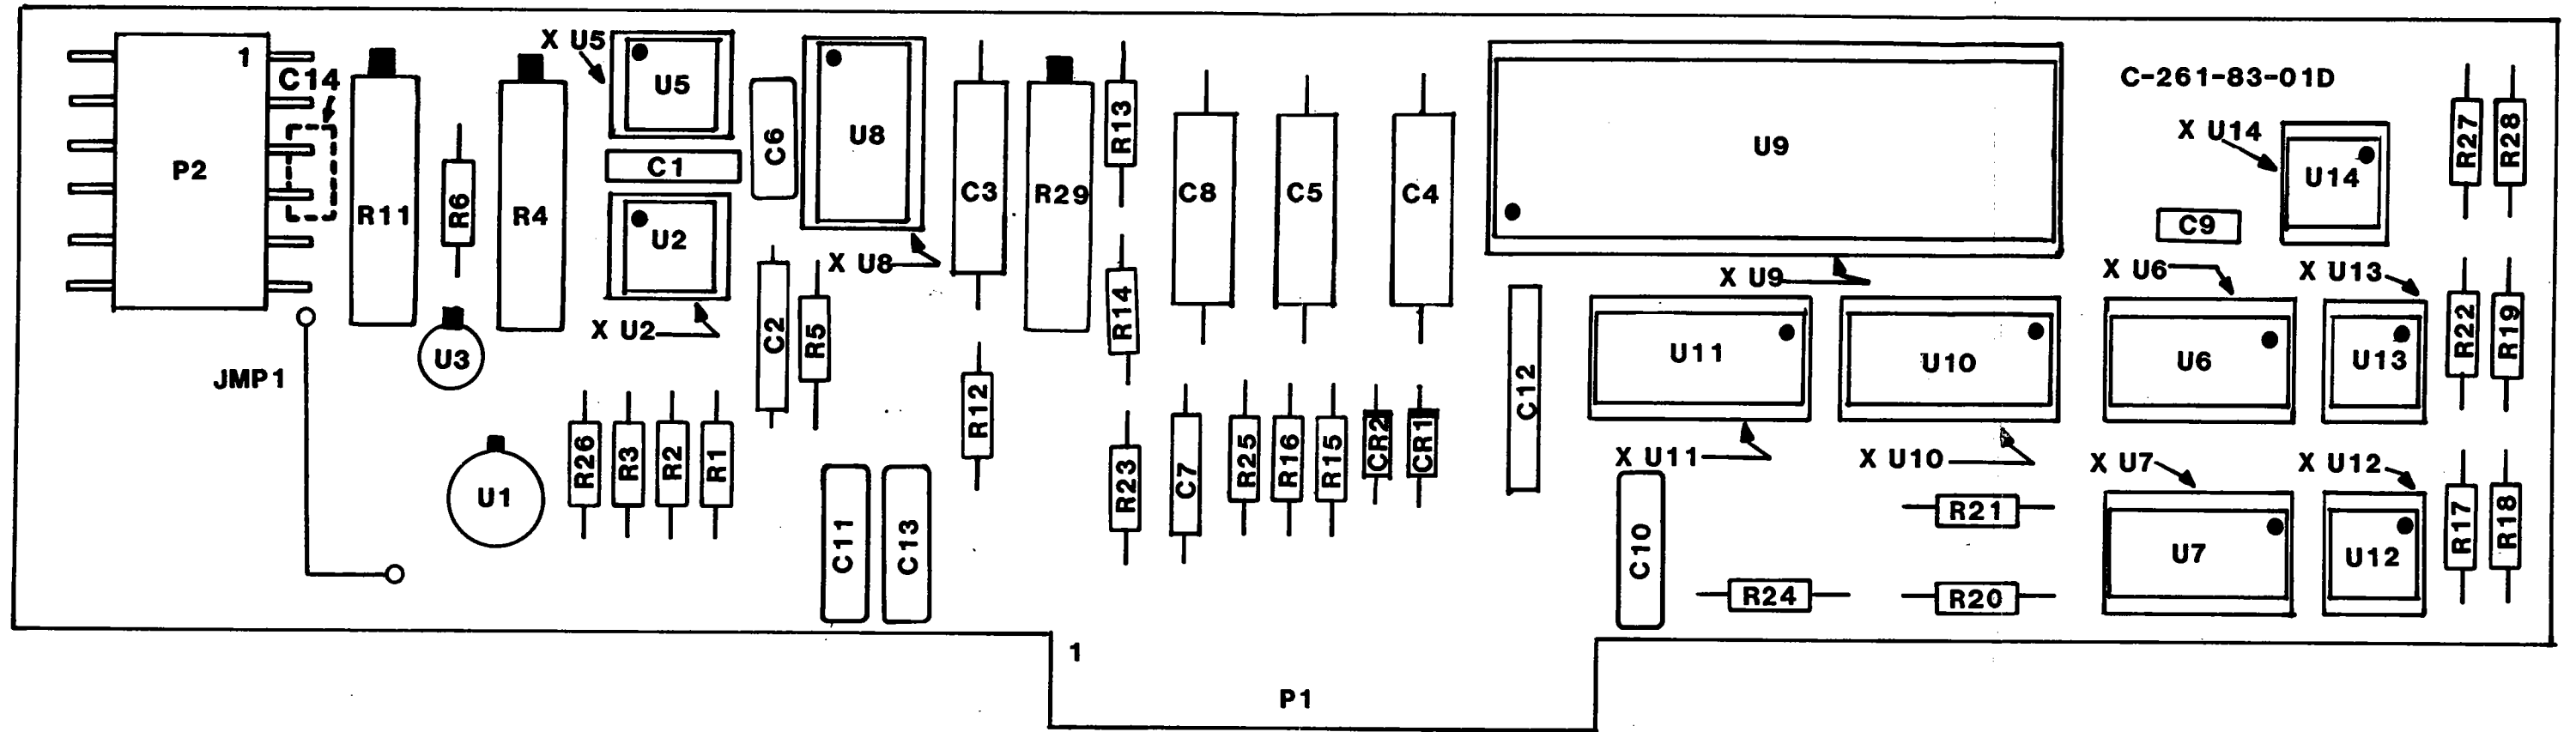 1
C14
P2
R11
R6
R4
X U5
U5
C1
U2
X U2
C6
U8
X U8
C3
R29
R13
R14
C8
C5
C4
U9
X U9
C-261-83-01D
X U14
U14
C9
R27
R28
JMP1
U3
U1
R26
R3
R2
R1
C2
R5
C11
C13
R12
R23
C7
R25
R16
R15
CR2
CR1
C12
U11
X U11
U10
X U10
X U6
U6
X U13
U13
R22
R19
C10
R24
R21
R20
X U7
U7
X U12
U12
R17
R18
1
P1